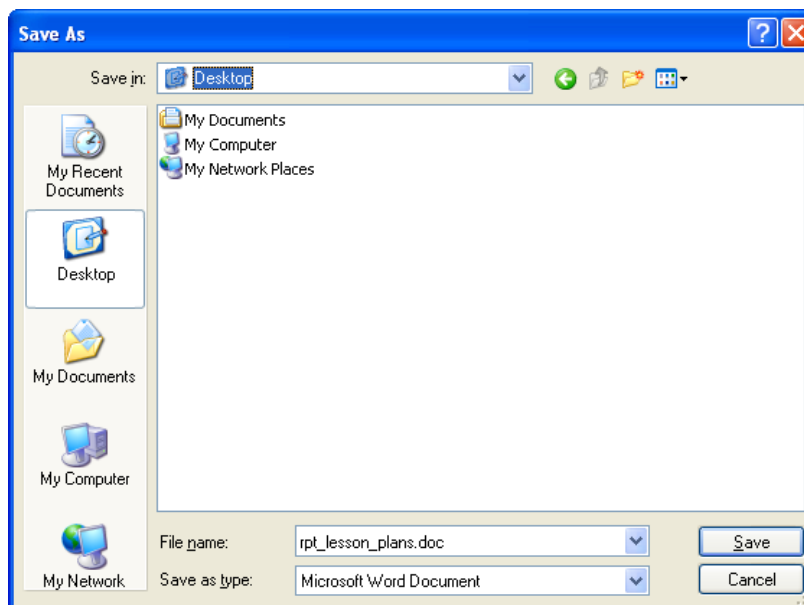 Save As
Save in: Desktop
My Documents
My Computer
My Network Places
My Recent
Documents
Desktop
My Documents
My Computer
My Network
File name: rpt_lesson_plans.doc Save
Save as type: Microsoft Word Document Cancel